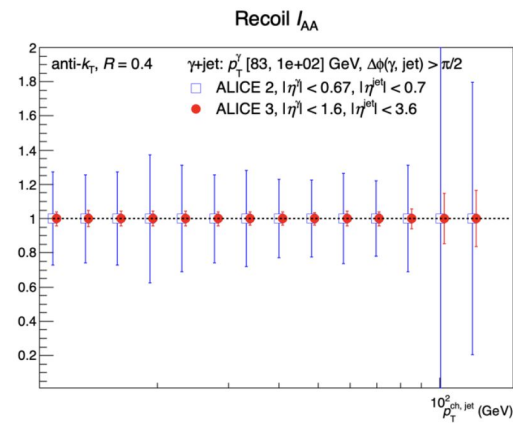 Recoil I_AA
anti-k_T, R = 0.4
γ+jet: p_T^γ [83, 1e+02] GeV, Δϕ(γ, jet) > π/2
ALICE 2, |η^γ| < 0.67, |η^jet| < 0.7
ALICE 3, |η^γ| < 1.6, |η^jet| < 3.6
2
1.8
1.6
1.4
1.2
1
0.8
0.6
0.4
0.2
10^2
p_T^ch, jet (GeV)